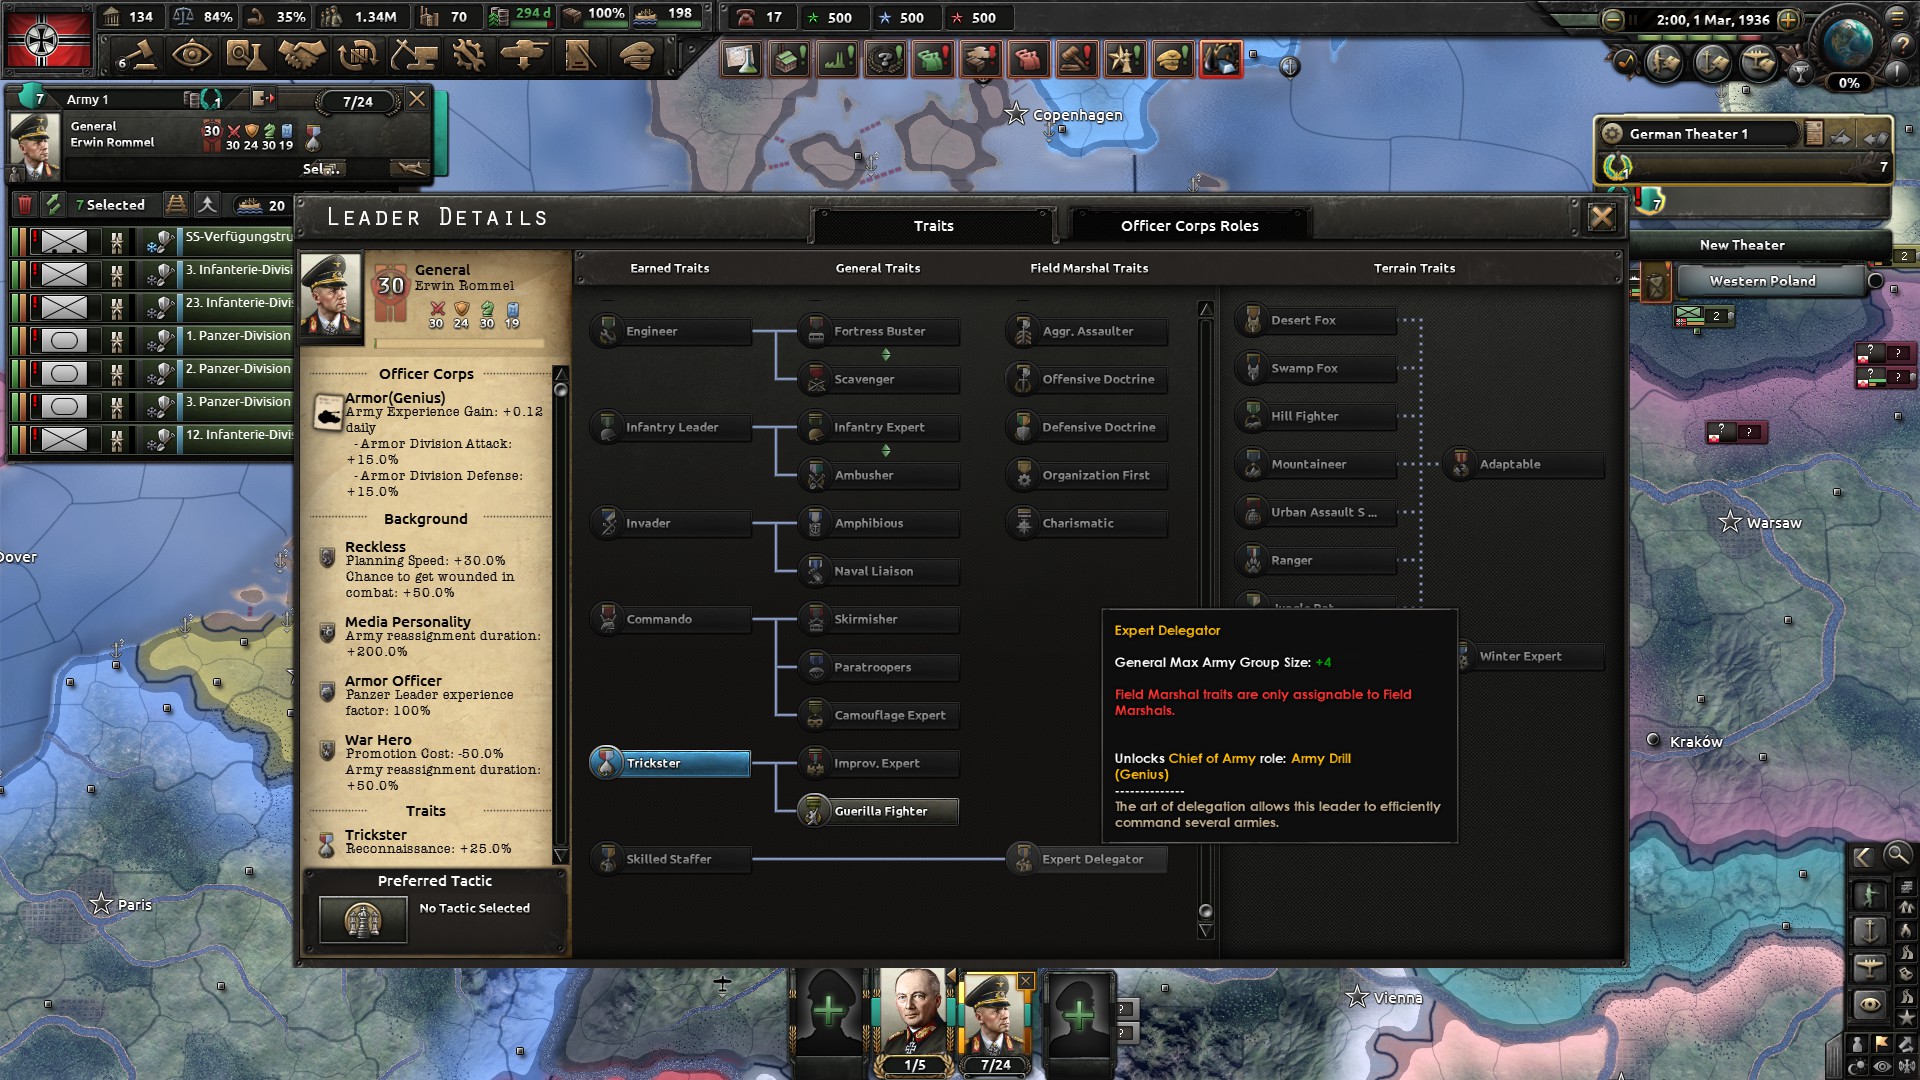 134
84%
35%
1.34M
70
294 d
100%
198
17
500
500
500
2:00, 1 Mar, 1936
6
0%
7
Army 1
1
7/24
General
Erwin Rommel
30
30 24 30 19
7 Selected
20
SS-Verfügungstru
3. Infanterie-Divisi
23. Infanterie-Divi
1. Panzer-Division
2. Panzer-Division
3. Panzer-Division
12. Infanterie-Divis
Copenhagen
German Theater 1
1
7
7
New Theater
2
Western Poland
2
? ?
? ?
? ?
Leader Details
Traits
Officer Corps Roles
30
General
Erwin Rommel
30 24 30 19
Officer Corps
Armor(Genius)
Army Experience Gain: +0.12
daily
-Armor Division Attack:
+15.0%
-Armor Division Defense:
+15.0%
Background
Reckless
Planning Speed: +30.0%
Chance to get wounded in
combat: +50.0%
Media Personality
Army reassignment duration:
+200.0%
Armor Officer
Panzer Leader experience
factor: 100%
War Hero
Promotion Cost: -50.0%
Army reassignment duration:
+50.0%
Traits
Trickster
Reconnaissance: +25.0%
Preferred Tactic
No Tactic Selected
Earned Traits
General Traits
Field Marshal Traits
Terrain Traits
Engineer
Fortress Buster
Aggr. Assaulter
Desert Fox
Scavenger
Offensive Doctrine
Swamp Fox
Infantry Leader
Infantry Expert
Defensive Doctrine
Hill Fighter
Ambusher
Organization First
Mountaineer
Adaptable
Invader
Amphibious
Charismatic
Urban Assault S ...
Naval Liaison
Ranger
Commando
Skirmisher
Jungle Rat
Paratroopers
Winter Expert
Camouflage Expert
Trickster
Improv. Expert
Guerilla Fighter
Skilled Staffer
Expert Delegator
Expert Delegator
General Max Army Group Size: +4
Field Marshal traits are only assignable to Field
Marshals.
Unlocks Chief of Army role: Army Drill
(Genius)
--------------
The art of delegation allows this leader to efficiently
command several armies.
Dover
Paris
Warsaw
Kraków
Vienna
1/5
7/24
?
?